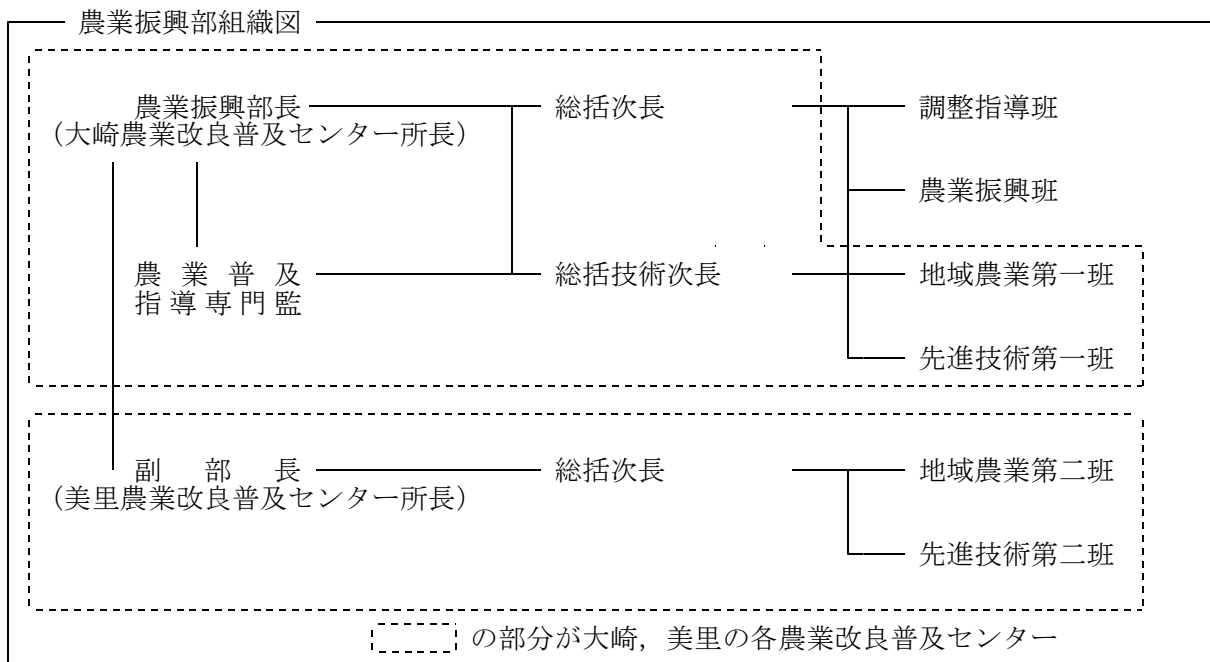 農業振興部組織図
農業振興部長 総括次長 調整指導班
(大崎農業改良普及センター所長)
農業振興班
農業普及 総括技術次長 地域農業第一班
指導専門監
先進技術第一班
副部長 総括次長 地域農業第二班
(美里農業改良普及センター所長)
先進技術第二班
の部分が大崎，美里の各農業改良普及センター